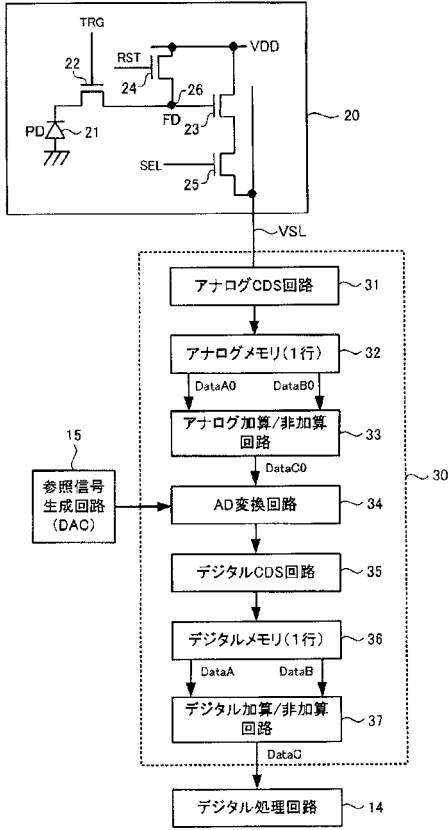 TRG
22
RST
VDD
24
26
PD
21
FD
23
20
SEL
25
VSL
アナログCDS回路
31
アナログメモリ(1行)
32
DataA0
DataB0
15
アナログ加算/非加算
回路
33
30
DataC0
参照信号
生成回路
(DAC)
AD変換回路
34
デジタルCDS回路
35
デジタルメモリ(1行)
36
DataA
DataB
デジタル加算/非加算
回路
37
DataC
デジタル処理回路
14